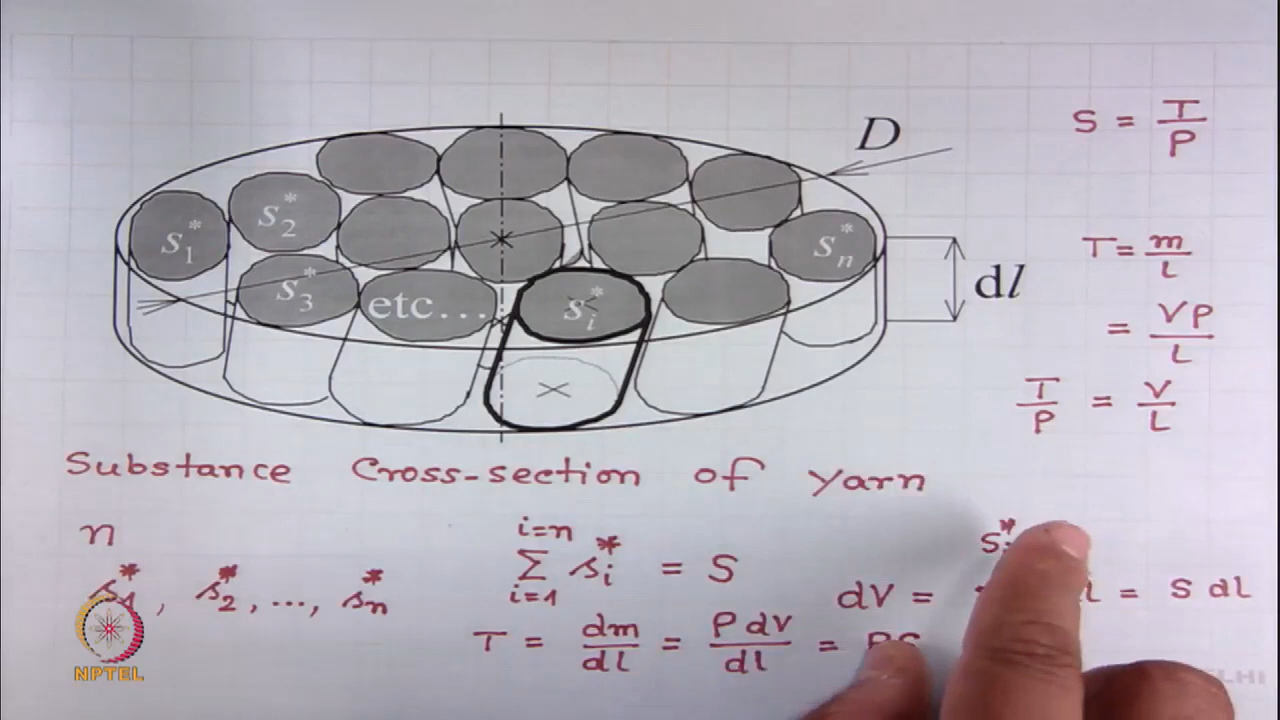 D
S = T / P
s₁*
s₂*
s₃*
etc...
sᵢ*
sₙ*
dl
T = m / L
= VP / L
T / P = V / L
Substance Cross-section of Yarn
n
s₁*, s₂*, ..., sₙ*
i=n
∑ sᵢ* = S
i=1
dV =
= S dl
T = dm / dl = P dV / dl = PS
NPTEL